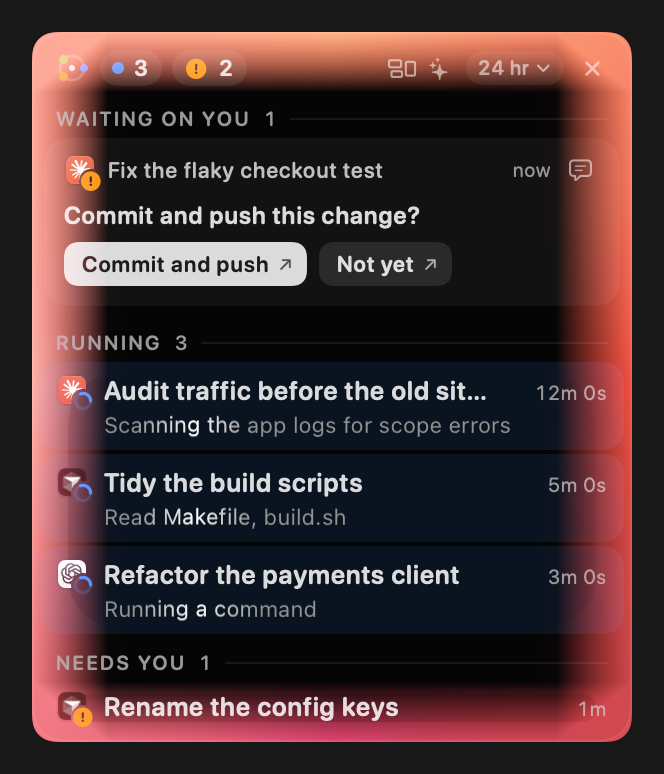 3
! 2
24 hr
WAITING ON YOU 1
Fix the flaky checkout test now
!
Commit and push this change?
Commit and push ↗ Not yet ↗
RUNNING 3
Audit traffic before the old sit... 12m 0s
Scanning the app logs for scope errors
Tidy the build scripts 5m 0s
Read Makefile, build.sh
Refactor the payments client 3m 0s
Running a command
NEEDS YOU 1
Rename the config keys 1m
!